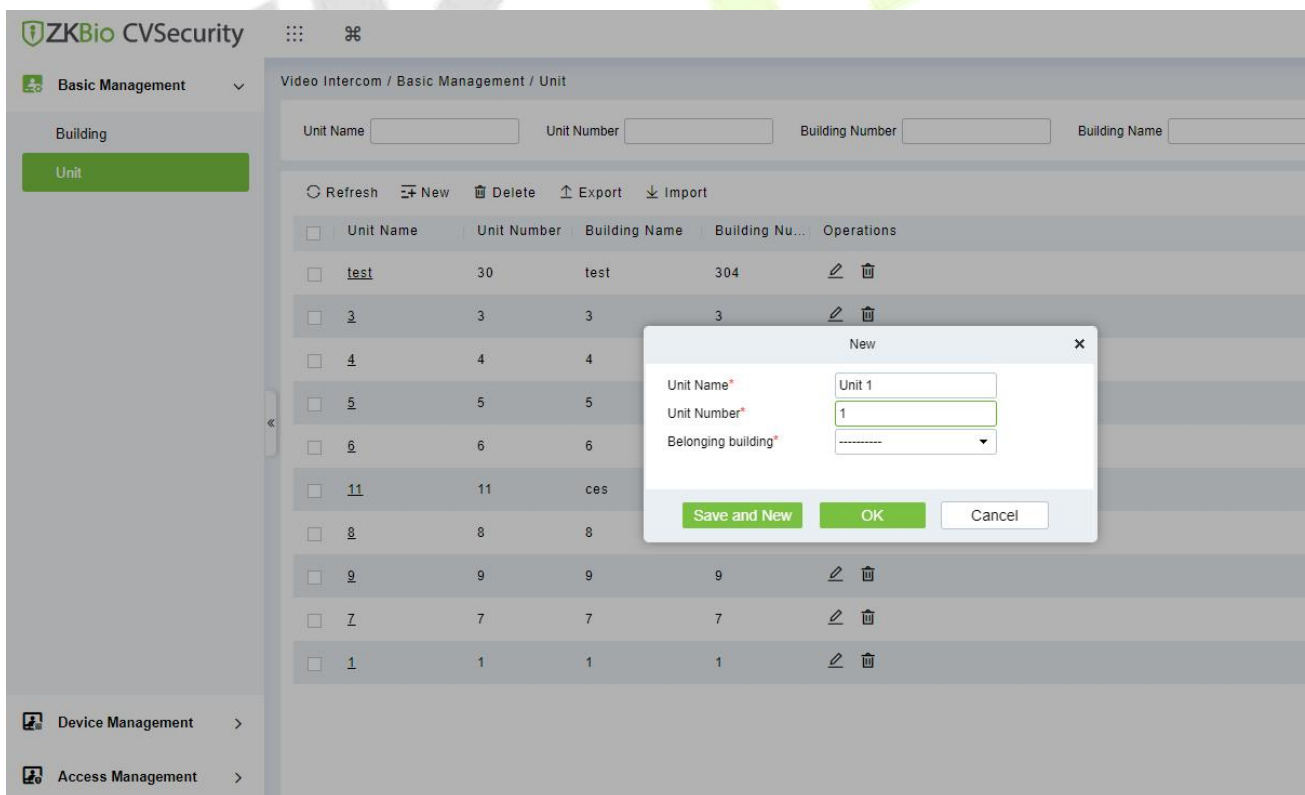 ZKBio CVSecurity
Basic Management
Building
Unit
Device Management
Access Management
Video Intercom / Basic Management / Unit
Unit Name Unit Number Building Number Building Name
Refresh New Delete Export Import
Unit Name Unit Number Building Name Building Nu... Operations
test 30 test 304
3 3 3 3
4 4 4
5 5 5
6 6 6
11 11 ces
8 8 8
9 9 9 9
7 7 7 7
1 1 1 1
New
Unit Name* Unit 1
Unit Number* 1
Belonging building* ----------
Save and New OK Cancel